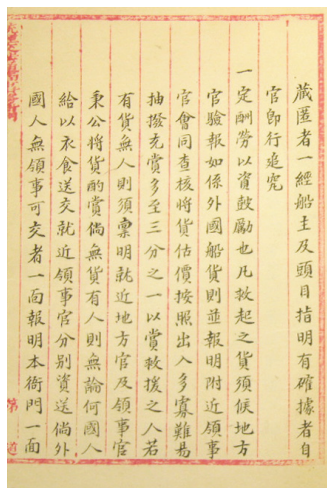 藏匿者一經船主及頭目指明有確據者自
官即行追究
一定酬勞以資鼓勵也凡救起之貨須候地方
官驗報如係外國船貨則並報明附近領事
官會同查核將貨估價按照出入多寡難易
抽撥充賞多至三分之一以賞救援之人若
有貨無人則須稟明就近地方官及領事官
秉公將貨酌賞倘無貨有人則無論何國人
給以衣食送交就近領事官分別資送倘外
國人無領事可交者一面報明本衙門一面